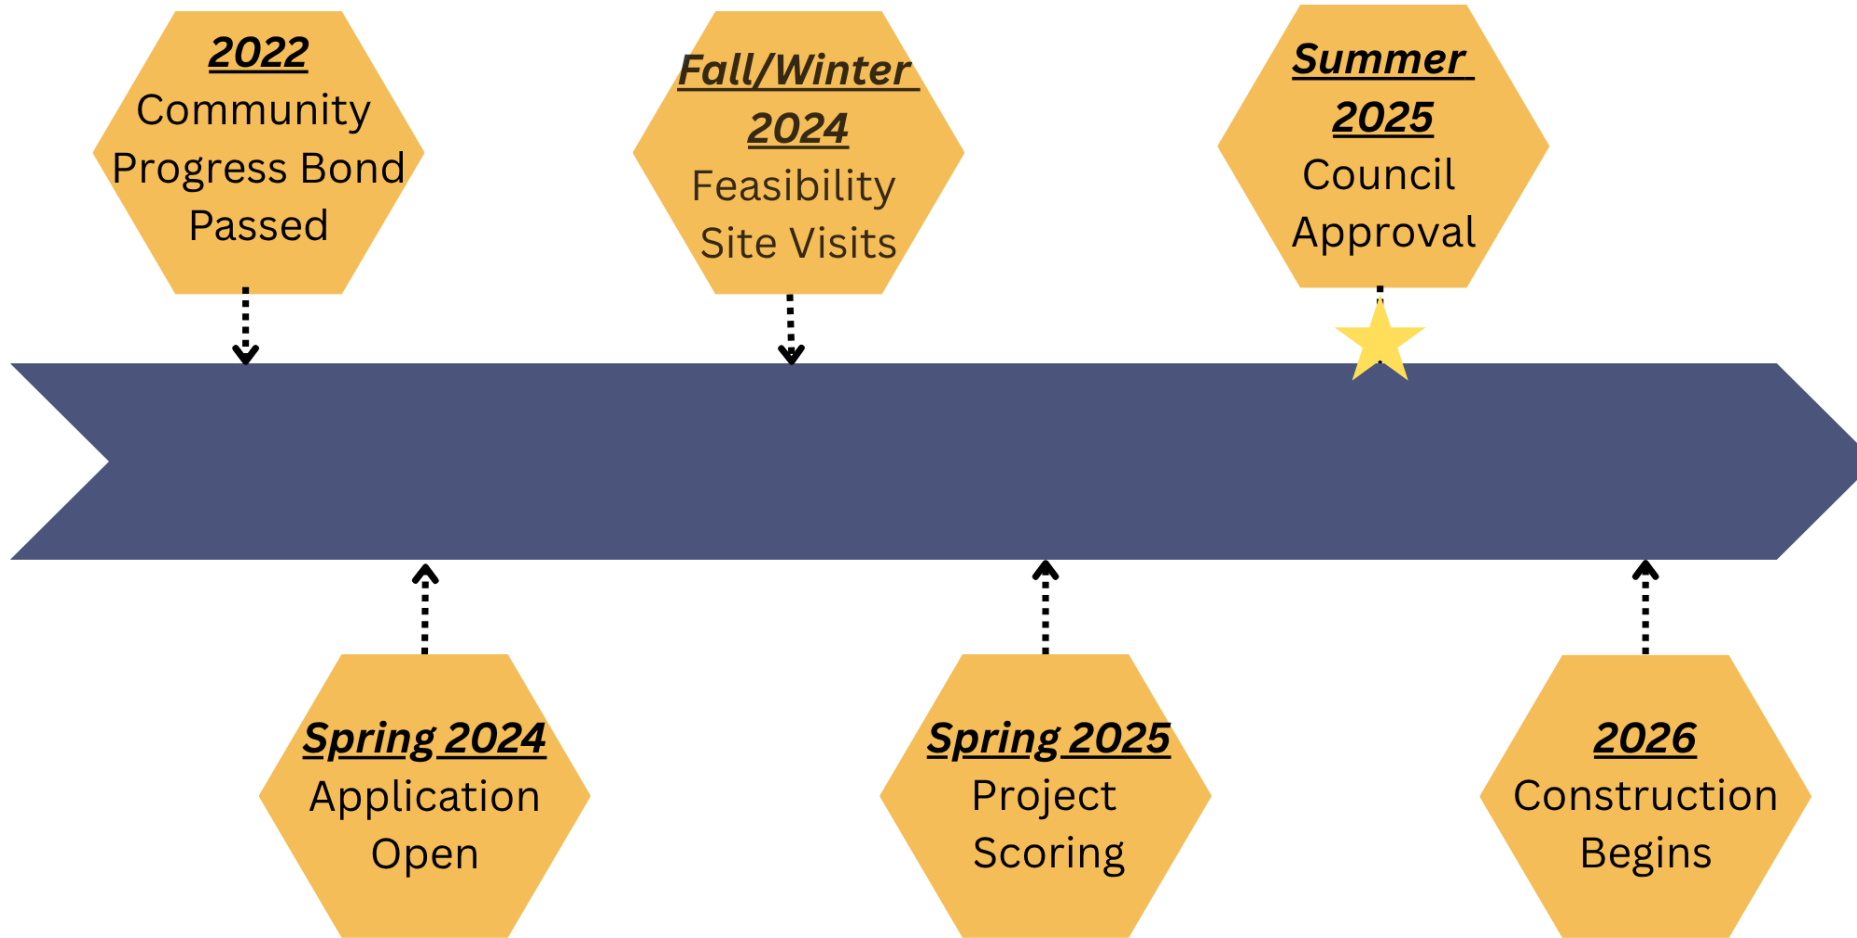 2022
Community
Progress Bond
Passed
Fall/Winter
2024
Feasibility
Site Visits
Summer
2025
Council
Approval
Spring 2024
Application
Open
Spring 2025
Project
Scoring
2026
Construction
Begins